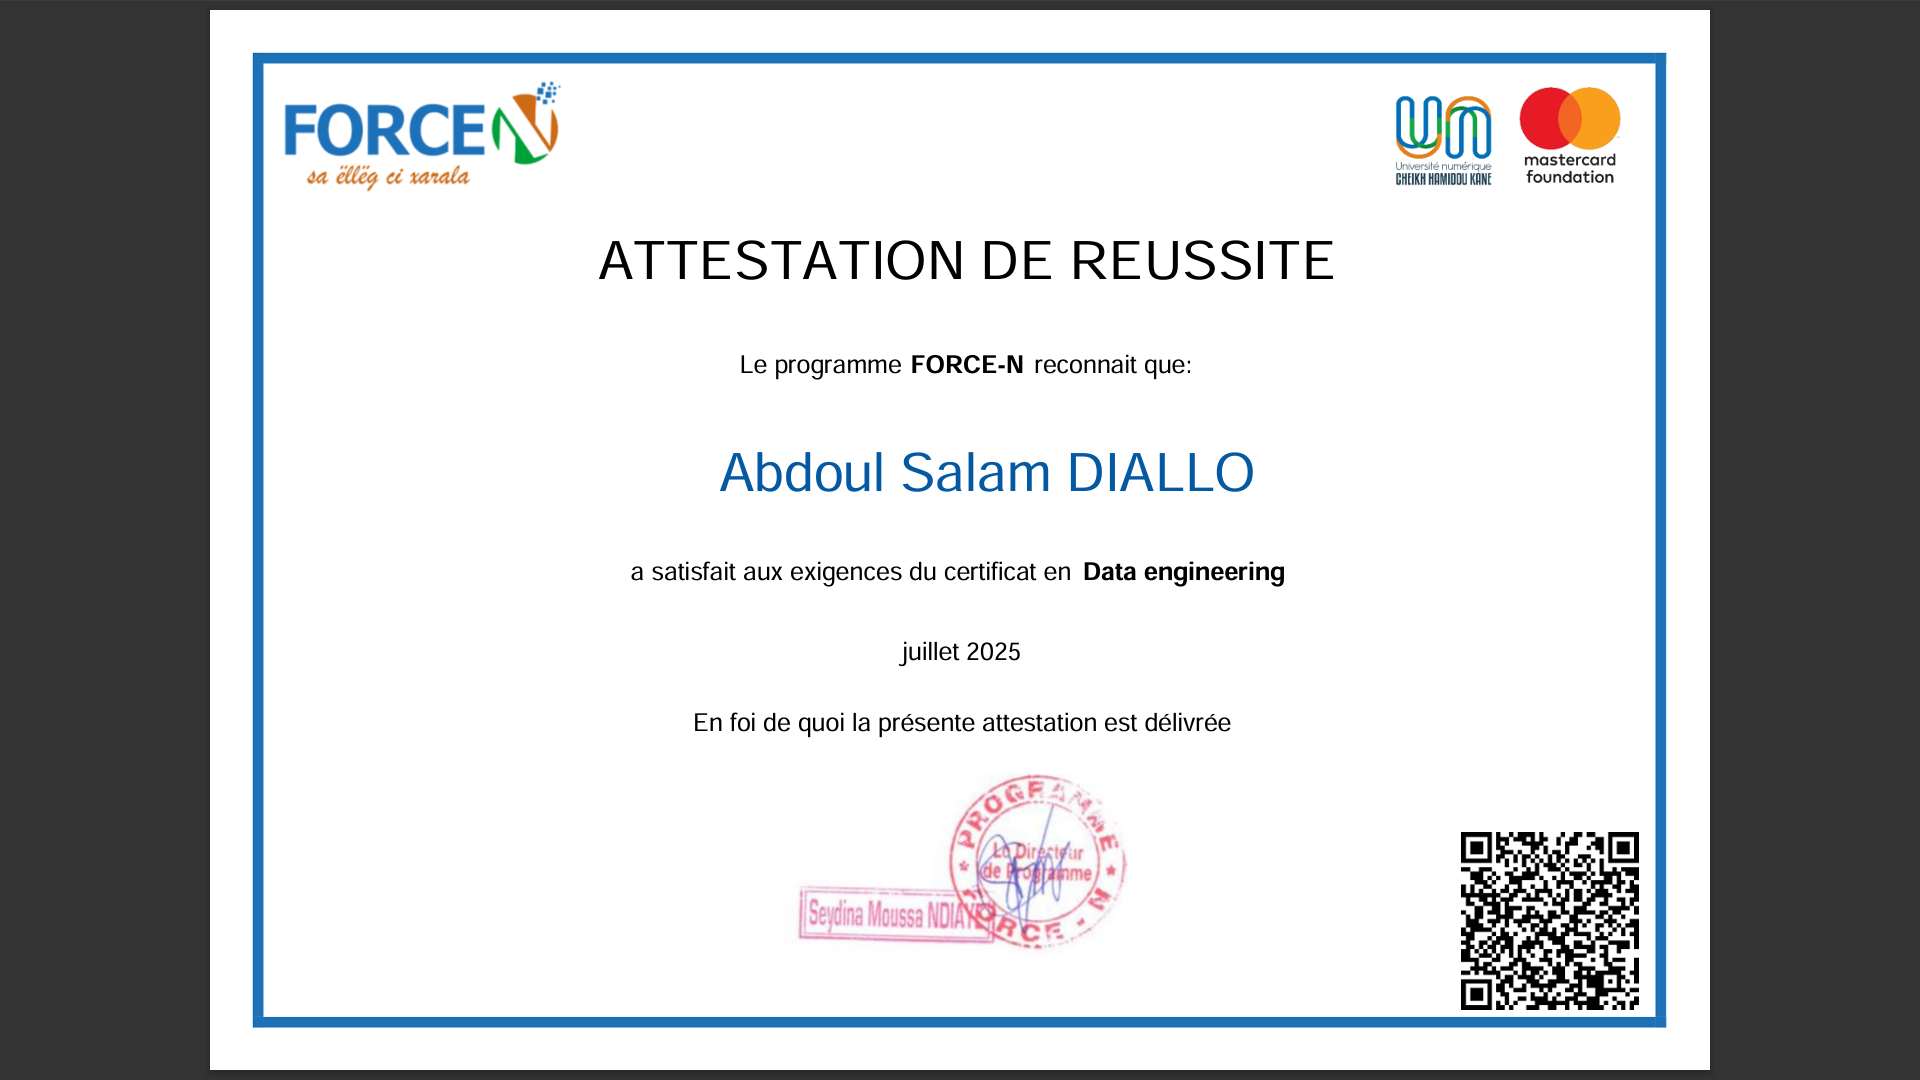 FORCE N
sa ëllëg ci xarala
Université numérique
CHEIKH HAMIDOU KANE
mastercard
foundation
ATTESTATION DE REUSSITE
Le programme FORCE-N reconnait que:
Abdoul Salam DIALLO
a satisfait aux exigences du certificat en Data engineering
juillet 2025
En foi de quoi la présente attestation est délivrée
PROGRAMME
Le Directeur
de Programme
FORCE - N
Seydina Moussa NDIAYE